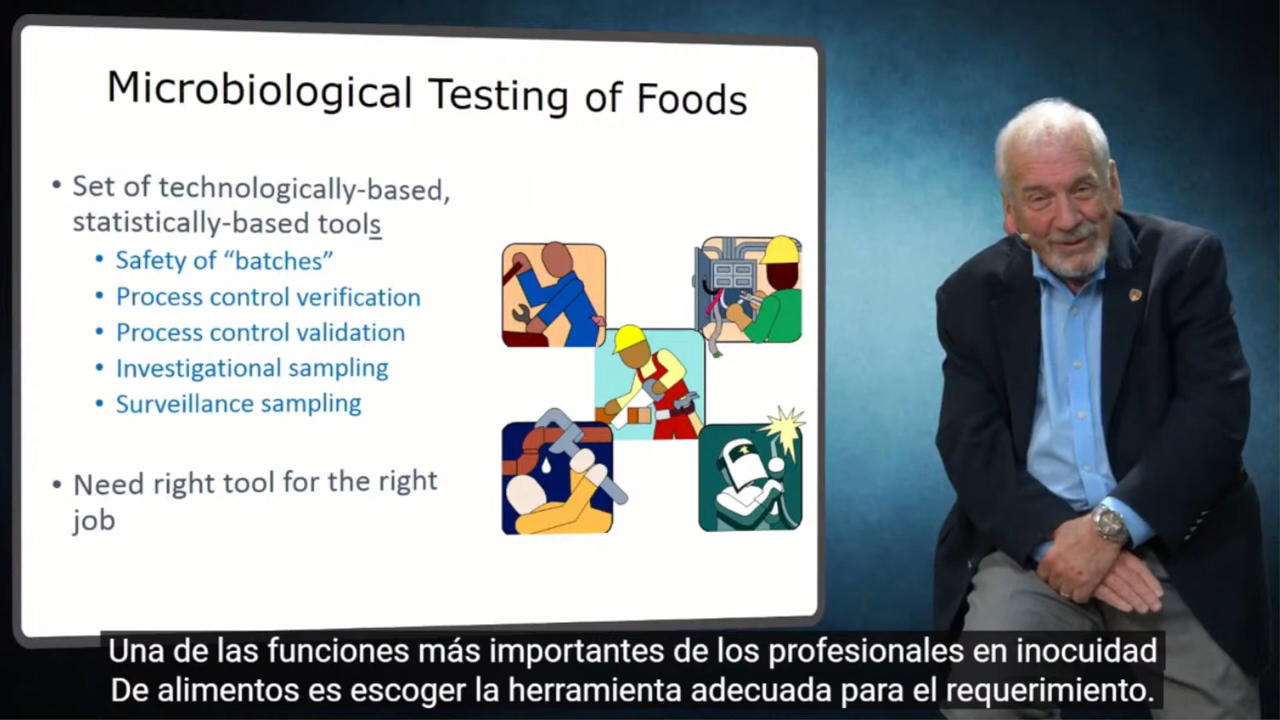 Microbiological Testing of Foods
• Set of technologically-based,
statistically-based tools
• Safety of “batches”
• Process control verification
• Process control validation
• Investigational sampling
• Surveillance sampling
• Need right tool for the right
job
Una de las funciones más importantes de los profesionales en inocuidad
De alimentos es escoger la herramienta adecuada para el requerimiento.